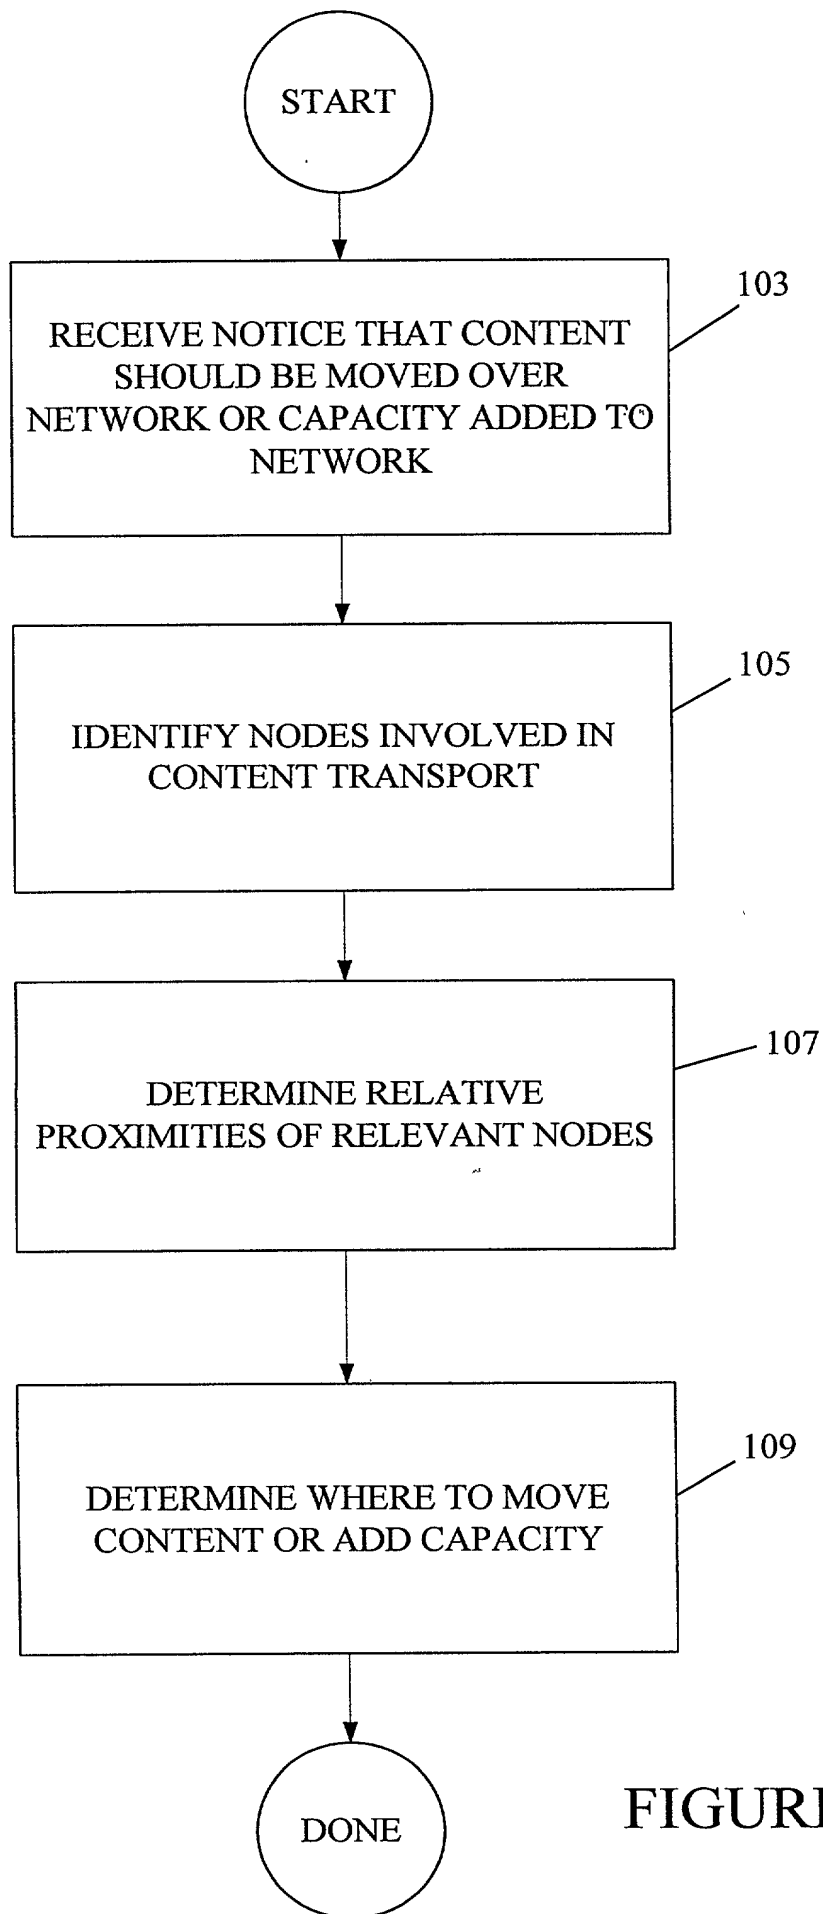 START
103
RECEIVE NOTICE THAT CONTENT
SHOULD BE MOVED OVER
NETWORK OR CAPACITY ADDED TO
NETWORK
105
IDENTIFY NODES INVOLVED IN
CONTENT TRANSPORT
107
DETERMINE RELATIVE
PROXIMITIES OF RELEVANT NODES
109
DETERMINE WHERE TO MOVE
CONTENT OR ADD CAPACITY
DONE
FIGURE